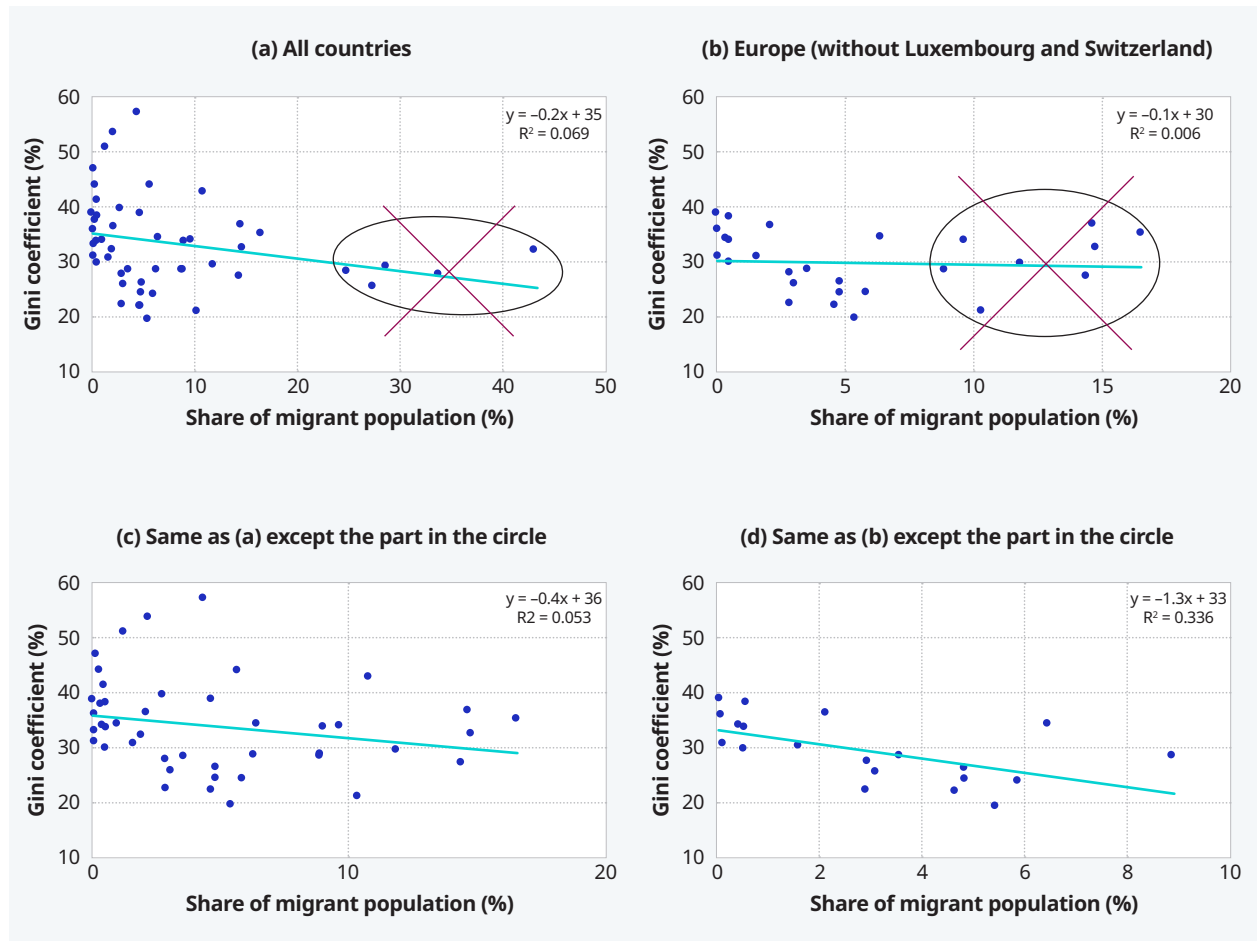 (a) All countries
60
50
40
30
20
10
0
10
20
30
40
50
Gini coefficient (%)
Share of migrant population (%)
y = –0.2x + 35
R² = 0.069
(b) Europe (without Luxembourg and Switzerland)
60
50
40
30
20
10
0
5
10
15
20
Gini coefficient (%)
Share of migrant population (%)
y = –0.1x + 30
R² = 0.006
(c) Same as (a) except the part in the circle
60
50
40
30
20
10
0
10
20
Gini coefficient (%)
Share of migrant population (%)
y = –0.4x + 36
R2 = 0.053
(d) Same as (b) except the part in the circle
60
50
40
30
20
10
0
2
4
6
8
10
Gini coefficient (%)
Share of migrant population (%)
y = –1.3x + 33
R² = 0.336